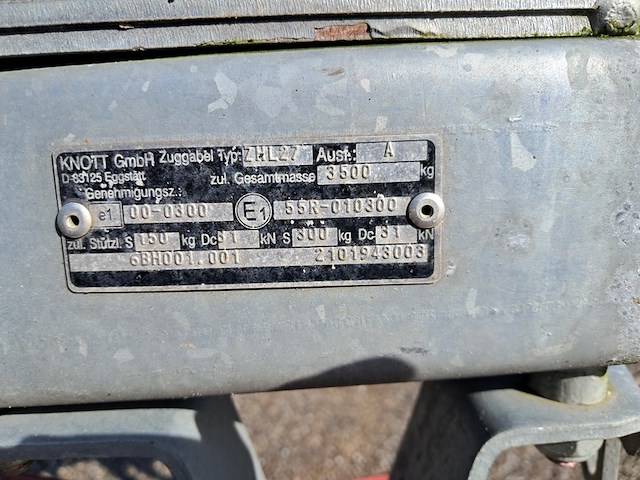 KNOTT GmbH Zuggabel Typ: ZHL27 Ausf.: A
D-83125 Eggstätt zul. Gesamtmasse 3500 kg
Genehmigungsz.:
e1 00-0300 E1 55R-010300
zul. Stützl. S 150 kg Dc 31 kN S 300 kg Dc 31 kN
6BH001.001 2101943003